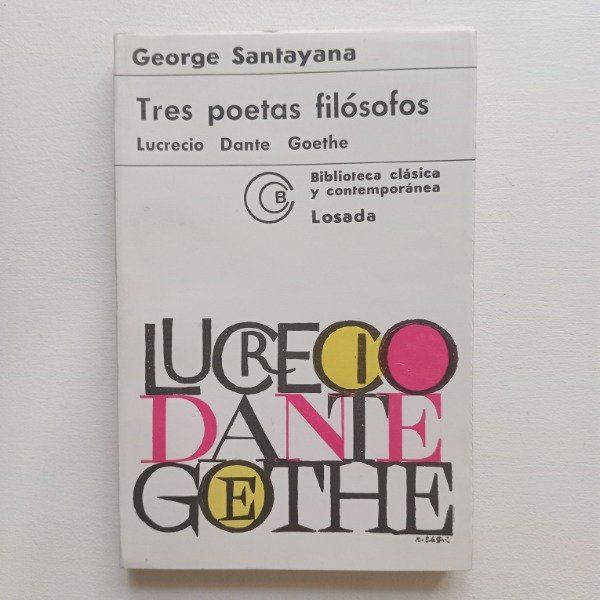 George Santayana
Tres poetas filósofos
Lucrecio Dante Goethe
Biblioteca clásica
y contemporánea
Losada
LUCRECIO
DANTE
GOETHE